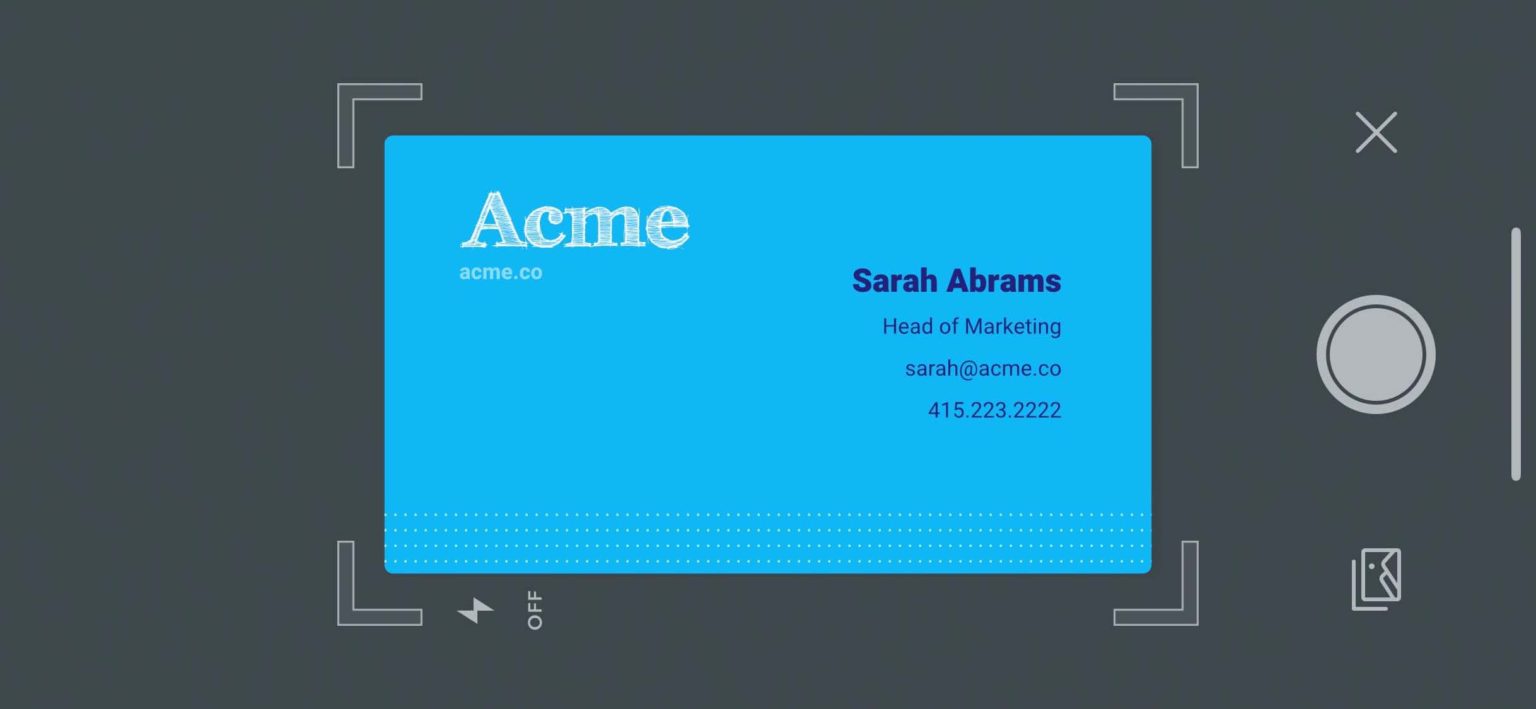 Acme
acme.co
Sarah Abrams
Head of Marketing
sarah@acme.co
415.223.2222
OFF